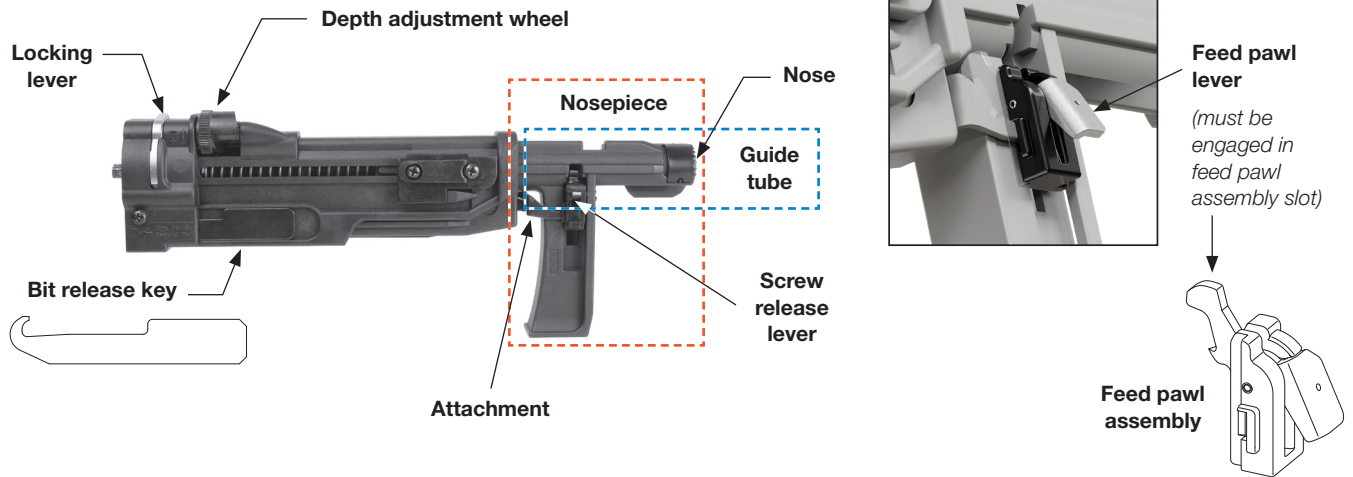 Depth adjustment wheel
Locking
lever
Nose
Nosepiece
Guide
tube
Bit release key
Screw
release
lever
Attachment
Feed pawl
lever
(must be
engaged in
feed pawl
assembly slot)
Feed pawl
assembly